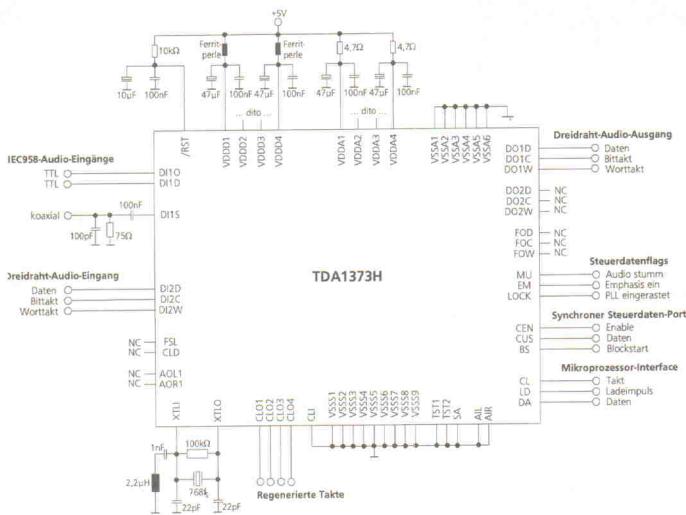 +5V
10kΩ
Ferrit-
perle
Ferrit-
perle
4,7Ω
4,7Ω
10µF
100nF
47µF
100nF
47µF
100nF
47µF
100nF
47µF
100nF
... dito ...
... dito ...
/RST
VDDD1
VDDD2
VDDD3
VDDD4
VDDA1
VDDA2
VDDA3
VDDA4
VSSA1
VSSA2
VSSA3
VSSA4
VSSA5
VSSA6
IEC958-Audio-Eingänge
TTL
DI1O
TTL
DI1D
100nF
koaxial
DI1S
100pF
75Ω
Dreidraht-Audio-Eingang
Daten
DI2D
Bittakt
DI2C
Worttakt
DI2W
NC
FSL
NC
CLD
NC
AOL1
NC
AOR1
TDA1373H
Dreidraht-Audio-Ausgang
DO1D
Daten
DO1C
Bittakt
DO1W
Worttakt
DO2D
NC
DO2C
NC
DO2W
NC
FOD
NC
FOC
NC
FOW
NC
Steuerdatenflags
MU
Audio stumm
EM
Emphasis ein
LOCK
PLL eingerastet
Synchroner Steuerdaten-Port
CEN
Enable
CUS
Daten
BS
Blockstart
Mikroprozessor-Interface
CL
Takt
LD
Ladeimpuls
DA
Daten
XTLI
XTLO
CLO1
CLO2
CLO3
CLO4
CLI
VSSS1
VSSS2
VSSS3
VSSS4
VSSS5
VSSS6
VSSS7
VSSS8
VSSS9
TST1
TST2
SA
AIL
AIR
1nF
100kΩ
2,2µH
22pF
22pF
Regenerierte Takte